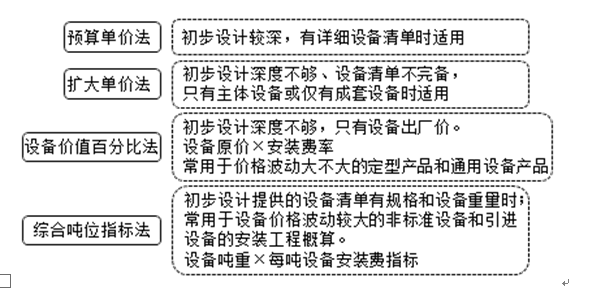 预算单价法
初步设计较深，有详细设备清单时适用
扩大单价法
初步设计深度不够、设备清单不完备，
只有主体设备或仅有成套设备时适用
设备价值百分比法
初步设计深度不够，只有设备出厂价。
设备原价×安装费率
常用于价格波动大不大的定型产品和通用设备产品
综合吨位指标法
初步设计提供的设备清单有规格和设备重量时；
常用于设备价格波动较大的非标准设备和引进
设备的安装工程概算。
设备吨重×每吨设备安装费指标